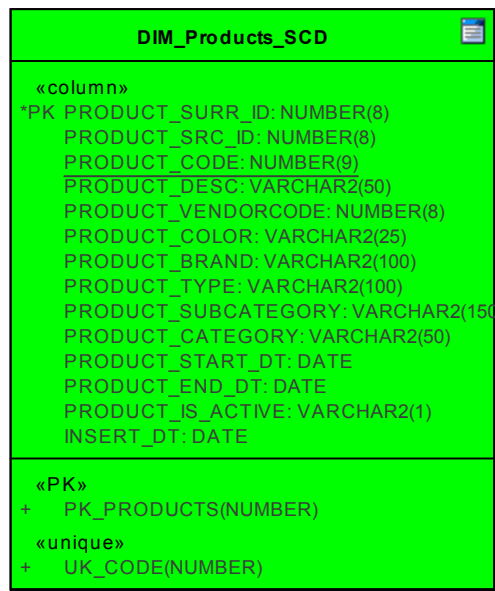 DIM_Products_SCD
«column»
*PK PRODUCT_SURR_ID: NUMBER(8)
PRODUCT_SRC_ID: NUMBER(8)
PRODUCT_CODE: NUMBER(9)
PRODUCT_DESC: VARCHAR2(50)
PRODUCT_VENDORCODE: NUMBER(8)
PRODUCT_COLOR: VARCHAR2(25)
PRODUCT_BRAND: VARCHAR2(100)
PRODUCT_TYPE: VARCHAR2(100)
PRODUCT_SUBCATEGORY: VARCHAR2(150
PRODUCT_CATEGORY: VARCHAR2(50)
PRODUCT_START_DT: DATE
PRODUCT_END_DT: DATE
PRODUCT_IS_ACTIVE: VARCHAR2(1)
INSERT_DT: DATE
«PK»
+ PK_PRODUCTS(NUMBER)
«unique»
+ UK_CODE(NUMBER)